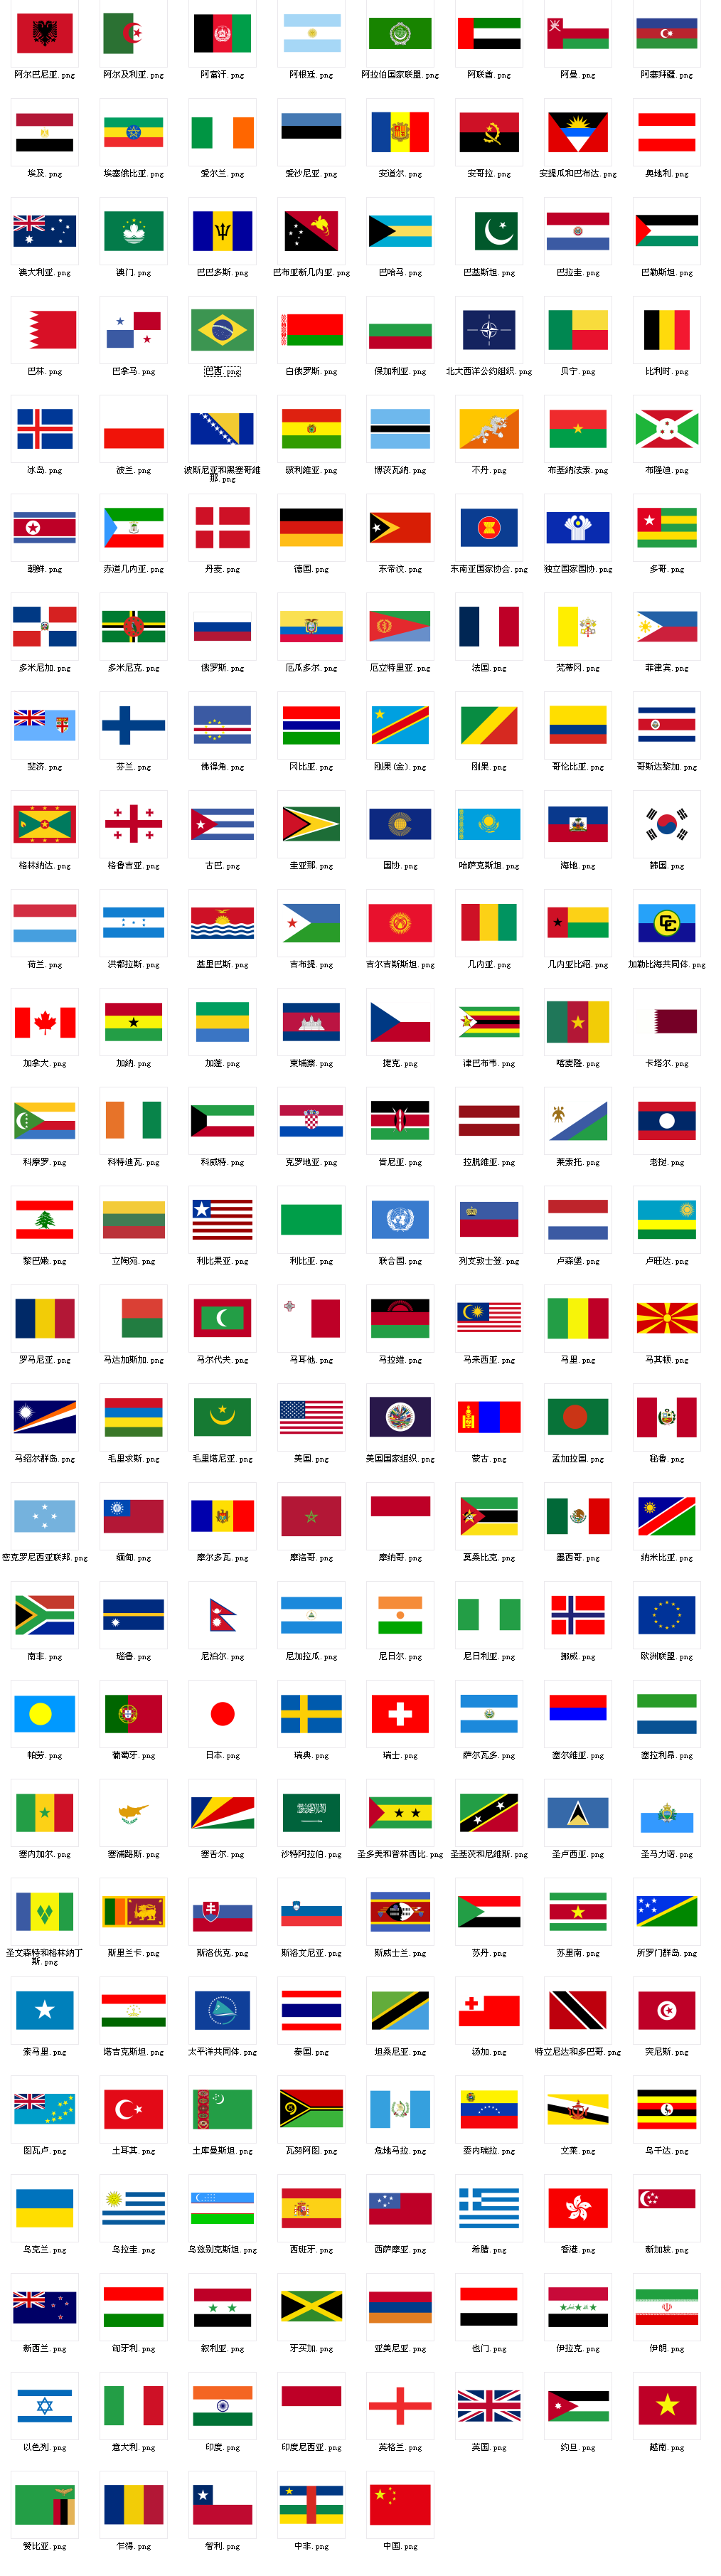 阿尔巴尼亚.png 阿尔及利亚.png 阿富汗.png 阿根廷.png 阿拉伯国家联盟.png 阿联酋.png 阿曼.png 阿塞拜疆.png
埃及.png 埃塞俄比亚.png 爱尔兰.png 爱沙尼亚.png 安道尔.png 安哥拉.png 安提瓜和巴布达.png 奥地利.png
澳大利亚.png 澳门.png 巴巴多斯.png 巴布亚新几内亚.png 巴哈马.png 巴基斯坦.png 巴拉圭.png 巴勒斯坦.png
巴林.png 巴拿马.png 巴西.png 白俄罗斯.png 保加利亚.png 北大西洋公约组织.png 贝宁.png 比利时.png
冰岛.png 波兰.png 波斯尼亚和黑塞哥维 玻利维亚.png 博茨瓦纳.png 不丹.png 布基纳法索.png 布隆迪.png
那.png
朝鲜.png 赤道几内亚.png 丹麦.png 德国.png 东帝汶.png 东南亚国家协会.png 独立国家国协.png 多哥.png
多米尼加.png 多米尼克.png 俄罗斯.png 厄瓜多尔.png 厄立特里亚.png 法国.png 梵蒂冈.png 菲律宾.png
斐济.png 芬兰.png 佛得角.png 冈比亚.png 刚果(金).png 刚果.png 哥伦比亚.png 哥斯达黎加.png
格林纳达.png 格鲁吉亚.png 古巴.png 圭亚那.png 国协.png 哈萨克斯坦.png 海地.png 韩国.png
荷兰.png 洪都拉斯.png 基里巴斯.png 吉布提.png 吉尔吉斯斯坦.png 几内亚.png 几内亚比绍.png 加勒比海共同体.png
加拿大.png 加纳.png 加蓬.png 柬埔寨.png 捷克.png 津巴布韦.png 喀麦隆.png 卡塔尔.png
科摩罗.png 科特迪瓦.png 科威特.png 克罗地亚.png 肯尼亚.png 拉脱维亚.png 莱索托.png 老挝.png
黎巴嫩.png 立陶宛.png 利比里亚.png 利比亚.png 联合国.png 列支敦士登.png 卢森堡.png 卢旺达.png
罗马尼亚.png 马达加斯加.png 马尔代夫.png 马耳他.png 马拉维.png 马来西亚.png 马里.png 马其顿.png
马绍尔群岛.png 毛里求斯.png 毛里塔尼亚.png 美国.png 美国国家组织.png 蒙古.png 孟加拉国.png 秘鲁.png
密克罗尼西亚联邦.png 缅甸.png 摩尔多瓦.png 摩洛哥.png 摩纳哥.png 莫桑比克.png 墨西哥.png 纳米比亚.png
南非.png 瑙鲁.png 尼泊尔.png 尼加拉瓜.png 尼日尔.png 尼日利亚.png 挪威.png 欧洲联盟.png
帕劳.png 葡萄牙.png 日本.png 瑞典.png 瑞士.png 萨尔瓦多.png 塞尔维亚.png 塞拉利昂.png
塞内加尔.png 塞浦路斯.png 塞舌尔.png 沙特阿拉伯.png 圣多美和普林西比.png 圣基茨和尼维斯.png 圣卢西亚.png 圣马力诺.png
圣文森特和格林纳丁 斯里兰卡.png 斯洛伐克.png 斯洛文尼亚.png 斯威士兰.png 苏丹.png 苏里南.png 所罗门群岛.png
斯.png
索马里.png 塔吉克斯坦.png 太平洋共同体.png 泰国.png 坦桑尼亚.png 汤加.png 特立尼达和多巴哥.png 突尼斯.png
图瓦卢.png 土耳其.png 土库曼斯坦.png 瓦努阿图.png 危地马拉.png 委内瑞拉.png 文莱.png 乌干达.png
乌克兰.png 乌拉圭.png 乌兹别克斯坦.png 西班牙.png 西萨摩亚.png 希腊.png 香港.png 新加坡.png
新西兰.png 匈牙利.png 叙利亚.png 牙买加.png 亚美尼亚.png 也门.png 伊拉克.png 伊朗.png
以色列.png 意大利.png 印度.png 印度尼西亚.png 英格兰.png 英国.png 约旦.png 越南.png
赞比亚.png 乍得.png 智利.png 中非.png 中国.png